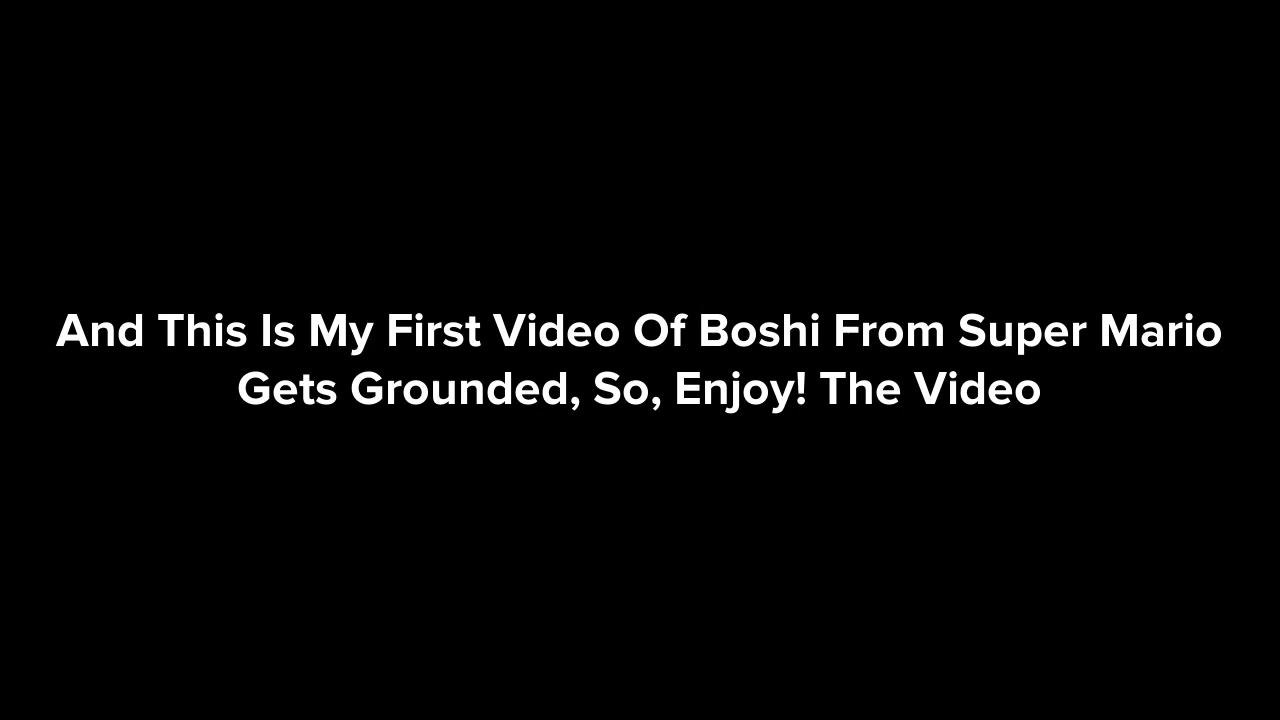 And This Is My First Video Of Boshi From Super Mario
Gets Grounded, So, Enjoy! The Video